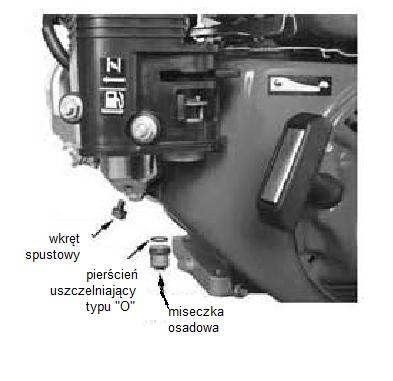 wkręt
spustowy
pierścień
uszczelniający
typu "O"
miseczka
osadowa